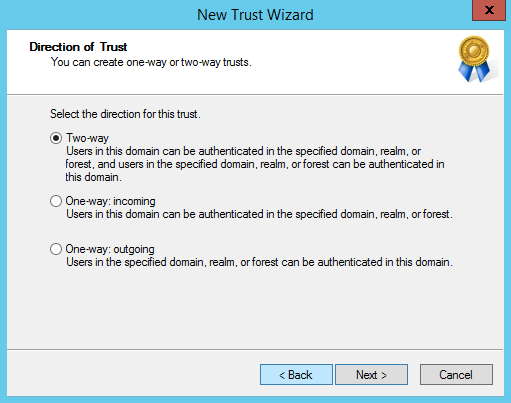 New Trust Wizard
x
Direction of Trust
You can create one-way or two-way trusts.
Select the direction for this trust.
Two-way
Users in this domain can be authenticated in the specified domain, realm, or
forest, and users in the specified domain, realm, or forest can be authenticated in
this domain.
One-way: incoming
Users in this domain can be authenticated in the specified domain, realm, or forest.
One-way: outgoing
Users in the specified domain, realm, or forest can be authenticated in this domain.
< Back Next > Cancel